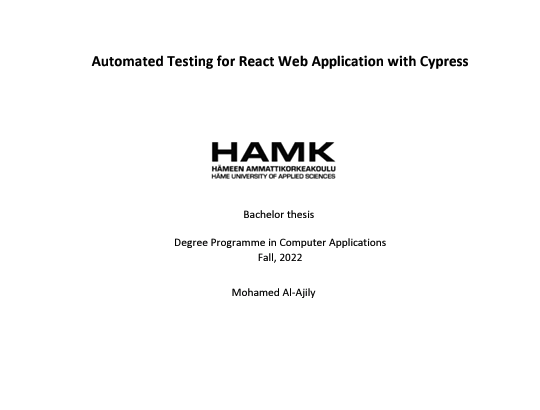 Automated Testing for React Web Application with Cypress
HAMK
HÄMEEN AMMATTIKORKEAKOULU
HÄME UNIVERSITY OF APPLIED SCIENCES
Bachelor thesis
Degree Programme in Computer Applications
Fall, 2022
Mohamed Al-Ajily